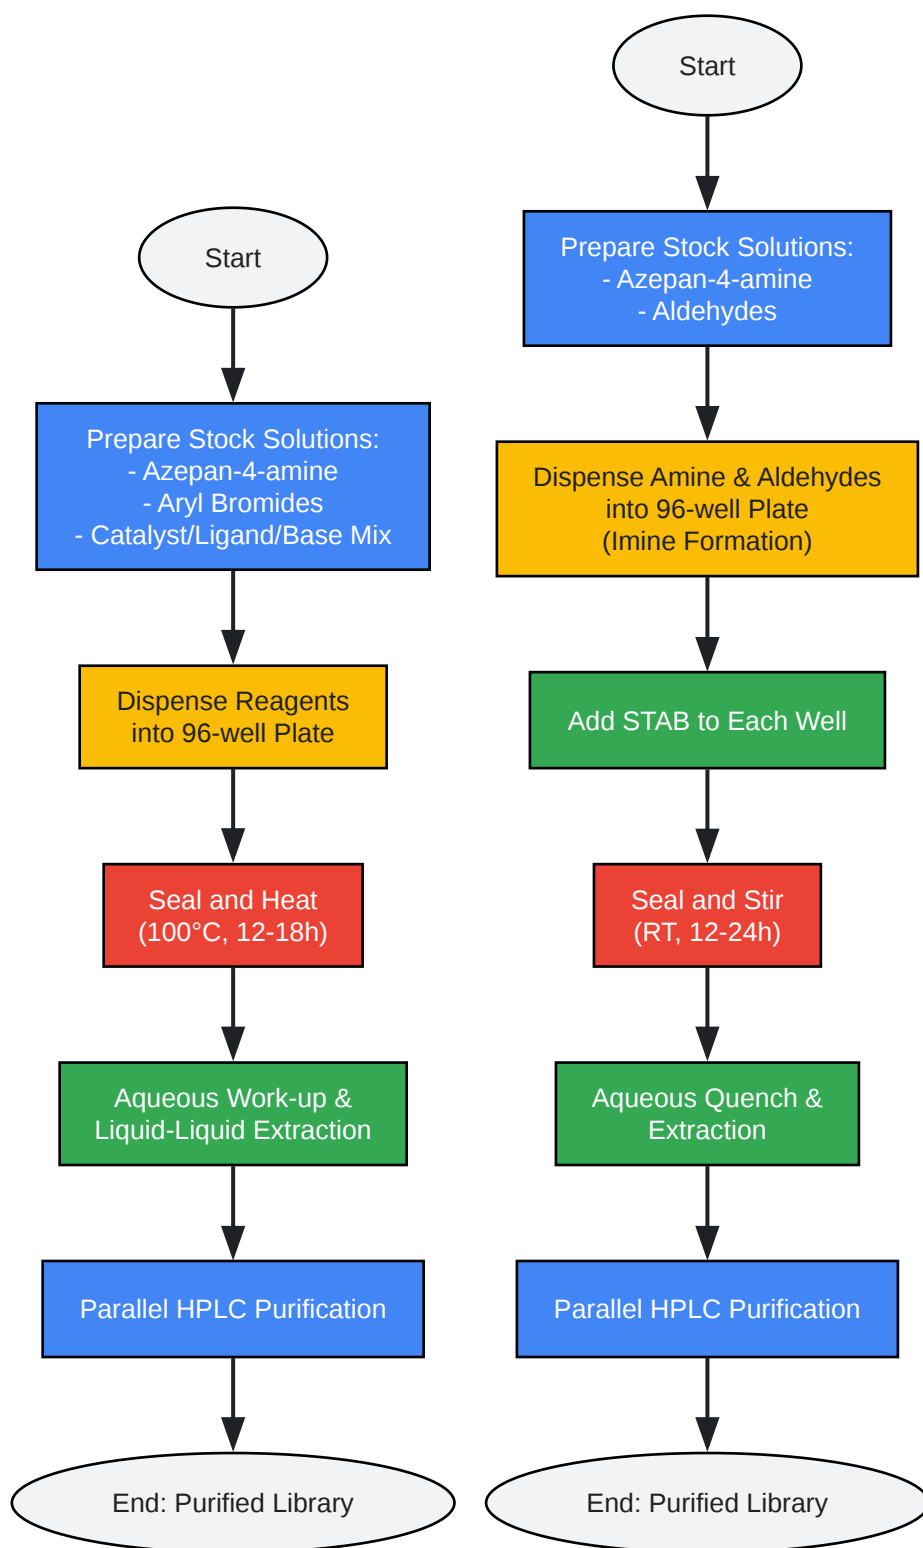 Start
Prepare Stock Solutions:
- Azepan-4-amine
- Aryl Bromides
- Catalyst/Ligand/Base Mix
Dispense Reagents
into 96-well Plate
Seal and Heat
(100°C, 12-18h)
Aqueous Work-up &
Liquid-Liquid Extraction
Parallel HPLC Purification
End: Purified Library
Start
Prepare Stock Solutions:
- Azepan-4-amine
- Aldehydes
Dispense Amine & Aldehydes
into 96-well Plate
(Imine Formation)
Add STAB to Each Well
Seal and Stir
(RT, 12-24h)
Aqueous Quench &
Extraction
Parallel HPLC Purification
End: Purified Library